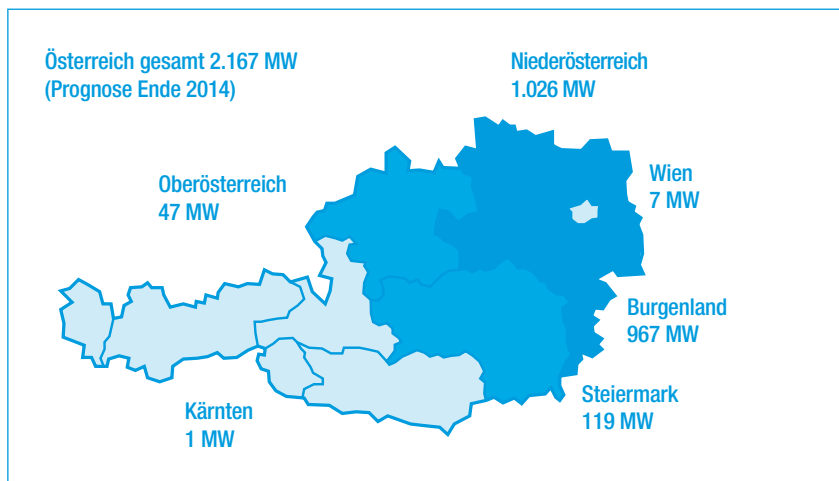 Österreich gesamt 2.167 MW
(Prognose Ende 2014)
Niederösterreich
1.026 MW
Oberösterreich
47 MW
Wien
7 MW
Burgenland
967 MW
Kärnten
1 MW
Steiermark
119 MW